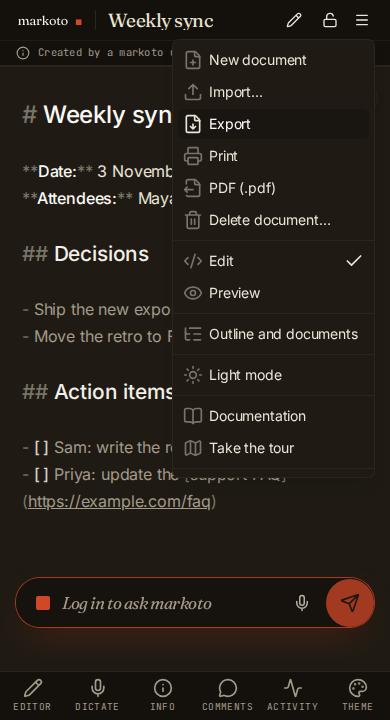 markoto
Weekly sync
Created by a markoto
# Weekly syn
**Date:** 3 Novemb
**Attendees:** Maya
## Decisions
- Ship the new expo
- Move the retro to F
## Action items
- [ ] Sam: write the r
- [ ] Priya: update the [support FAQ]
(https://example.com/faq)
New document
Import...
Export
Print
PDF (.pdf)
Delete document...
Edit
Preview
Outline and documents
Light mode
Documentation
Take the tour
Log in to ask markoto
EDITOR
DICTATE
INFO
COMMENTS
ACTIVITY
THEME